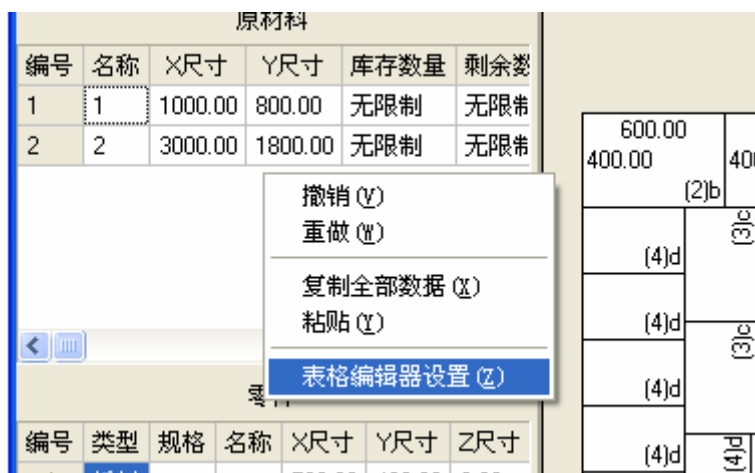 原材料
编号 名称 X尺寸 Y尺寸 库存数量 剩余数
1 1 1000.00 800.00 无限制 无限制
2 2 3000.00 1800.00 无限制 无限制
撤销(V)
重做(W)
复制全部数据(X)
粘贴(Y)
表格编辑器设置(Z)
编号 类型 规格 名称 X尺寸 Y尺寸 Z尺寸
600.00
400.00
(2)b
(3)c
(4)d
(4)d
(3)c
(4)d
(4)d
(4)d